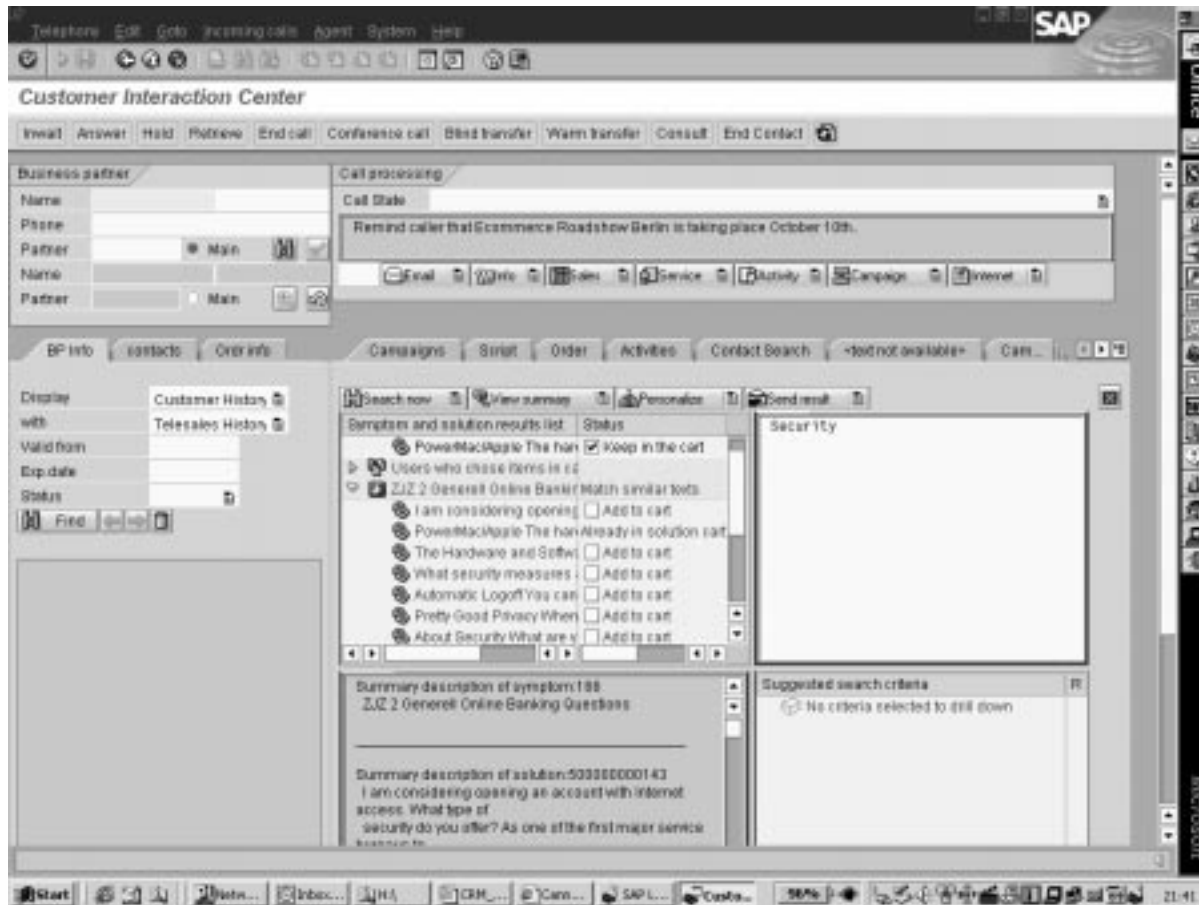 Telephone Edit Goto Incoming calls Agent System Help
SAP
Customer Interaction Center
Inwait Answer Hold Retrieve End call Conference call Blind transfer Warm transfer Consult End Contact
Business partner
Name
Phone
Partner Main
Name
Partner Main
Call processing
Call State
Remind caller that Ecommerce Roadshow Berlin is taking place October 10th.
Email Info Sales Service Activity Campaign Internet
BP Info contacts Ordr info
Display Customer History
with Telesales History
Valid from
Exp.date
Status
Find
Campaigns Script Order Activities Contact Search <text not available> Cam...
Search now View summary Personalize Send result
Symptom and solution results list Status
PowerMac/Apple The han Keep in the cart
Users who chose items in ca
ZJZ 2 Generell Online Bankir Match similar texts
I am considering opening Add to cart
PowerMac/Apple The han Already in solution cart
The Hardware and Softw Add to cart
What security measures Add to cart
Automatic Logoff You can Add to cart
Pretty Good Privacy When Add to cart
About Security What are y Add to cart
Security
Summary description of symptom:188
ZJZ 2 Generell Online Banking Questions
Summary description of solution:500000000143
I am considering opening an account with Internet
access. What type of
security do you offer? As one of the first major service
Suggested search criteria R
No criteria selected to drill down
Office
Start Netw... Inbox... H:\ CRM_... Cann... SAP L... Custo... 96% 21:41